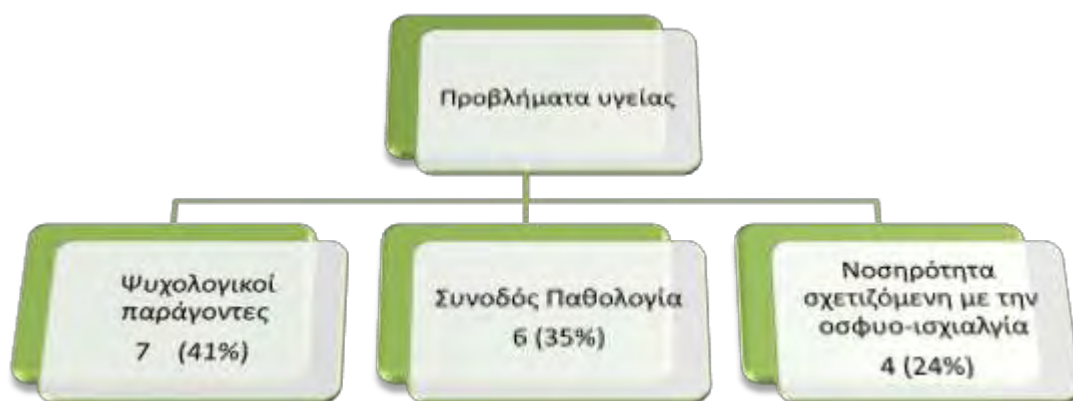 Προβλήματα υγείας
Ψυχολογικοί
παράγοντες
7 (41%)
Συνοδός Παθολογία
6 (35%)
Νοσηρότητα
σχετιζόμενη με την
οσφυο-ισχιαλγία
4 (24%)